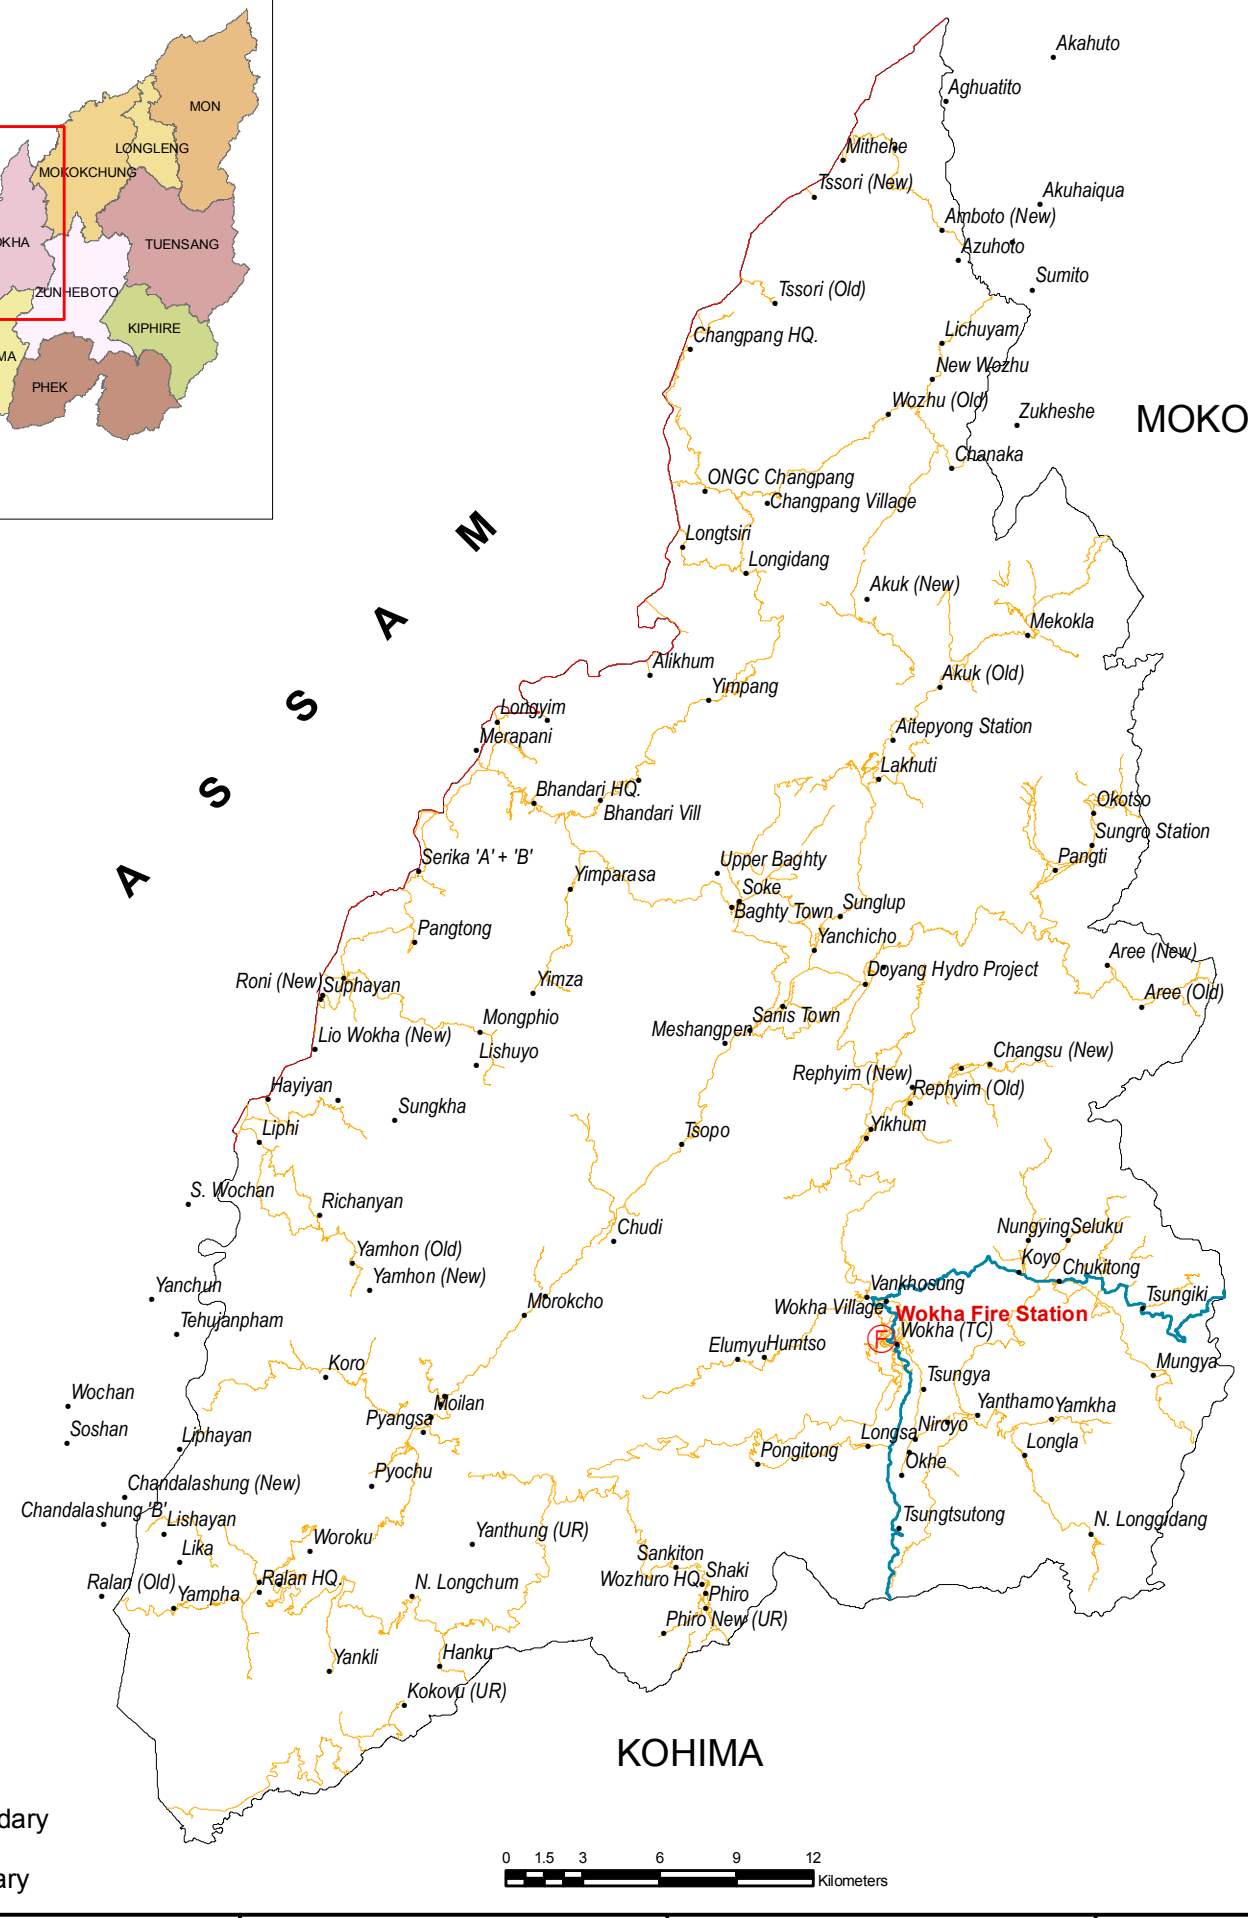 MON
LONGLENG
MOKOKCHUNG
OKHA
TUENSANG
ZUNHEBOTO
KIPHIRE
MA
PHEK
Akahuto
Aghuatito
Mithehe
Tssori (New)
Akuhaiqua
Amboto (New)
Azuhoto
Sumito
Tssori (Old)
Changpang HQ.
Lichuyam
New Wozhu
Wozhu (Old)
Zukheshe
MOKO
Chanaka
ONGC Changpang
Changpang Village
Longtsiri
Longidang
Akuk (New)
Mekokla
Alikhum
Akuk (Old)
Yimpang
Longyim
Merapani
Aitepyong Station
Lakhuti
Bhandari HQ.
Bhandari Vill
Okotso
Sungro Station
Pangti
A S S A M
Serika 'A' + 'B'
Yimparasa
Upper Baghty
Soke
Baghty Town
Sunglup
Pangtong
Yanchicho
Aree (New)
Doyang Hydro Project
Roni (New)
Suphayan
Yimza
Aree (Old)
Mongphio
Sanis Town
Meshangpen
Lio Wokha (New)
Lishuyo
Changsu (New)
Rephyim (New)
Rephyim (Old)
Hayiyan
Sungkha
Liphi
Tsopo
Yikhum
S. Wochan
Richanyan
Chudi
Nungying
Seluku
Yamhon (Old)
Koyo
Chukitong
Yamhon (New)
Yanchun
Vankhosung
Tsungiki
Morokcho
Wokha Village
Wokha Fire Station
F
Tehujanpham
Wokha (TC)
Elumyu
Humtso
Koro
Mungya
Tsungya
Wochan
Moilan
Yanthamo
Yamkha
Pyangsa
Soshan
Liphayan
Longsa
Niroyo
Longla
Pongitong
Okhe
Pyochu
Chandalashung (New)
Chandalashung 'B'
Lishayan
Tsungtsutong
N. Longgidang
Woroku
Yanthung (UR)
Lika
Sankiton
Shaki
Ralan (Old)
Yampha
Ralan HQ.
N. Longchum
Wozhuro HQ.
Phiro
Phiro New (UR)
Yankli
Hanku
Kokovu (UR)
KOHIMA
dary
ary
0 1.5 3 6 9 12
Kilometers